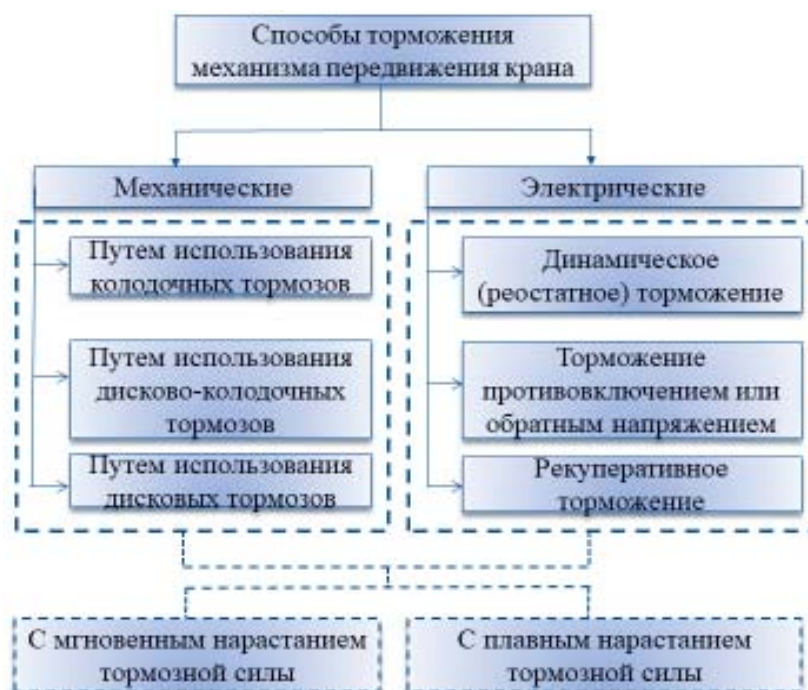 Способы торможения
механизма передвижения крана
Механические
Электрические
Путем использования
колодочных тормозов
Путем использования
дисково-колодочных
тормозов
Путем использования
дисковых тормозов
Динамическое
(реостатное) торможение
Торможение
противовключением или
обратным напряжением
Рекуперативное
торможение
С мгновенным нарастанием
тормозной силы
С плавным нарастанием
тормозной силы